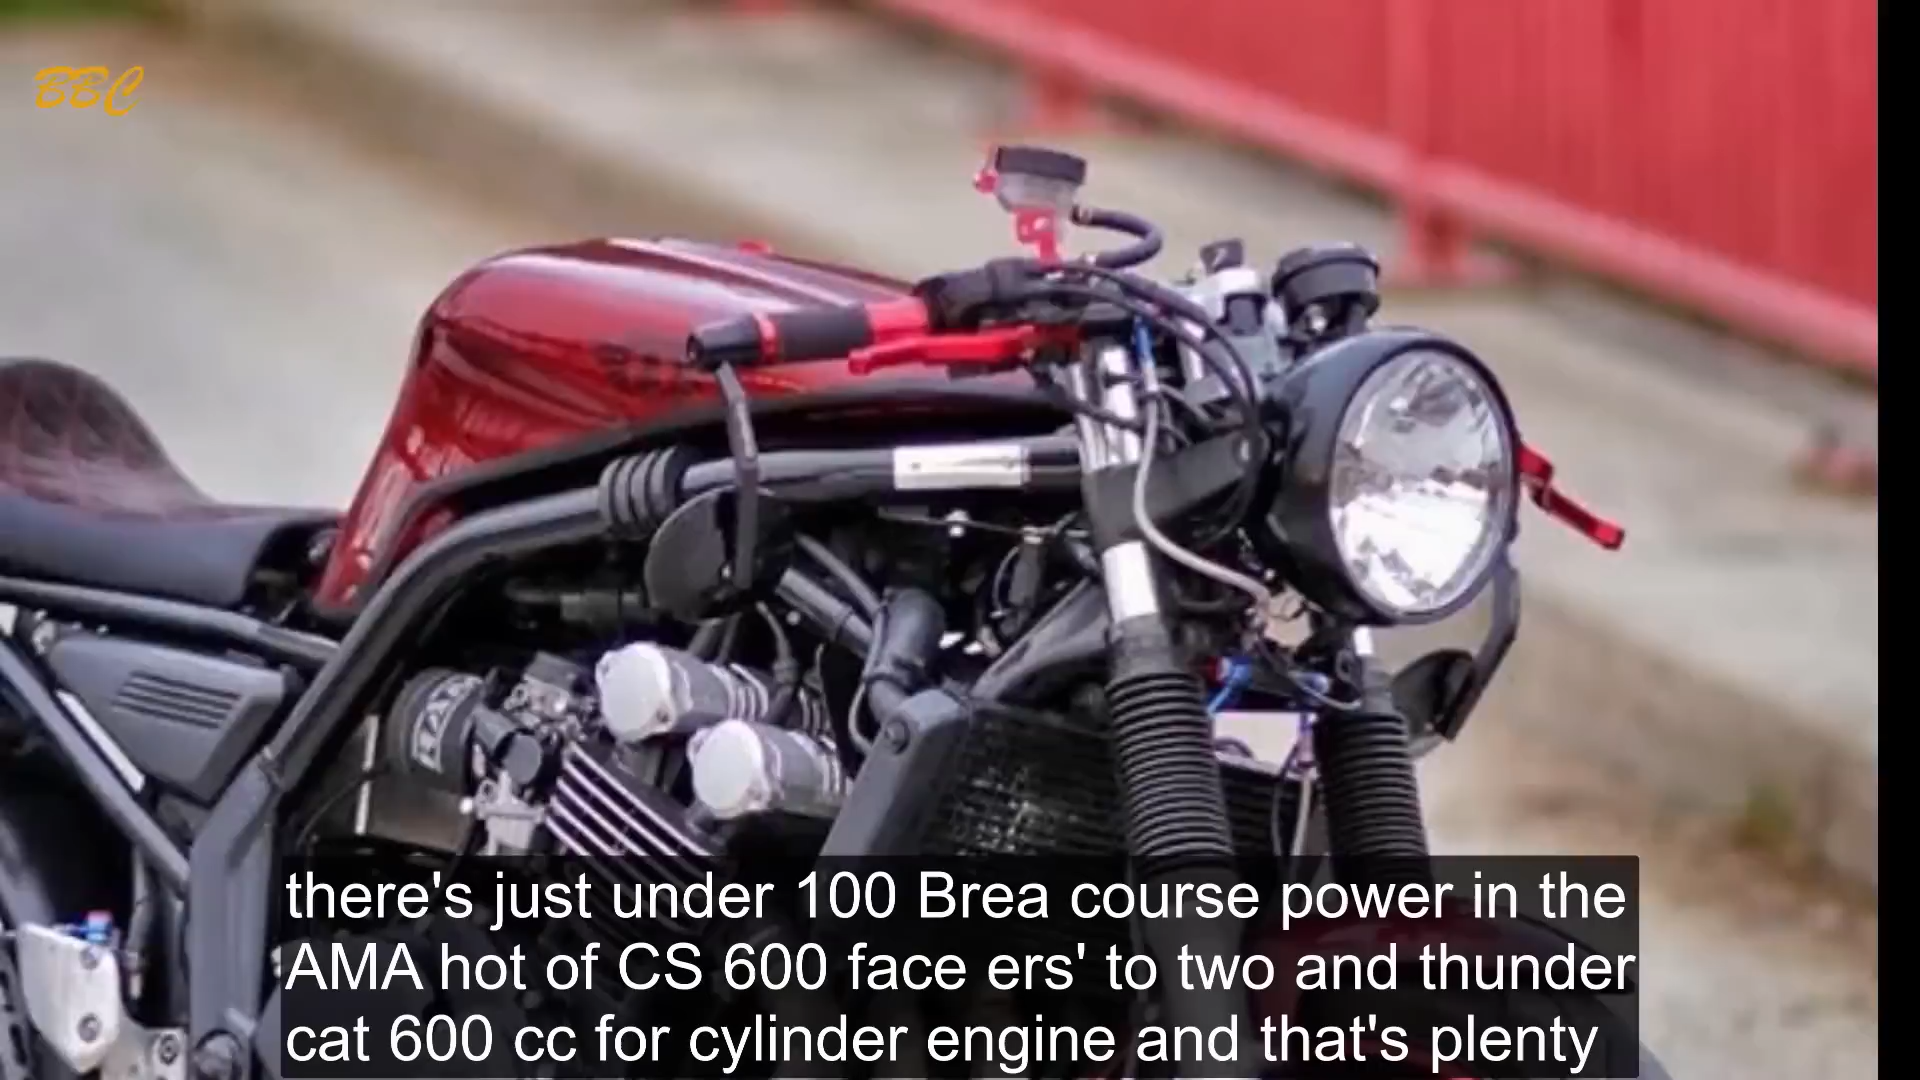 BBC
there's just under 100 Brea course power in the
AMA hot of CS 600 face ers' to two and thunder
cat 600 cc for cylinder engine and that's plenty